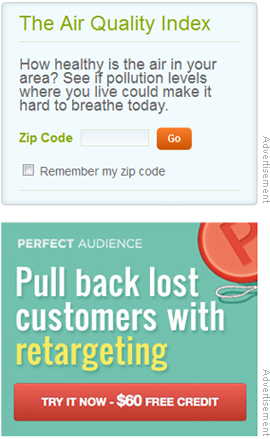 The Air Quality Index
How healthy is the air in your
area? See if pollution levels
where you live could make it
hard to breathe today.
Zip Code Go
Remember my zip code
Advertisement
PERFECT AUDIENCE
P
Pull back lost
customers with
retargeting
TRY IT NOW - $60 FREE CREDIT
Advertisement